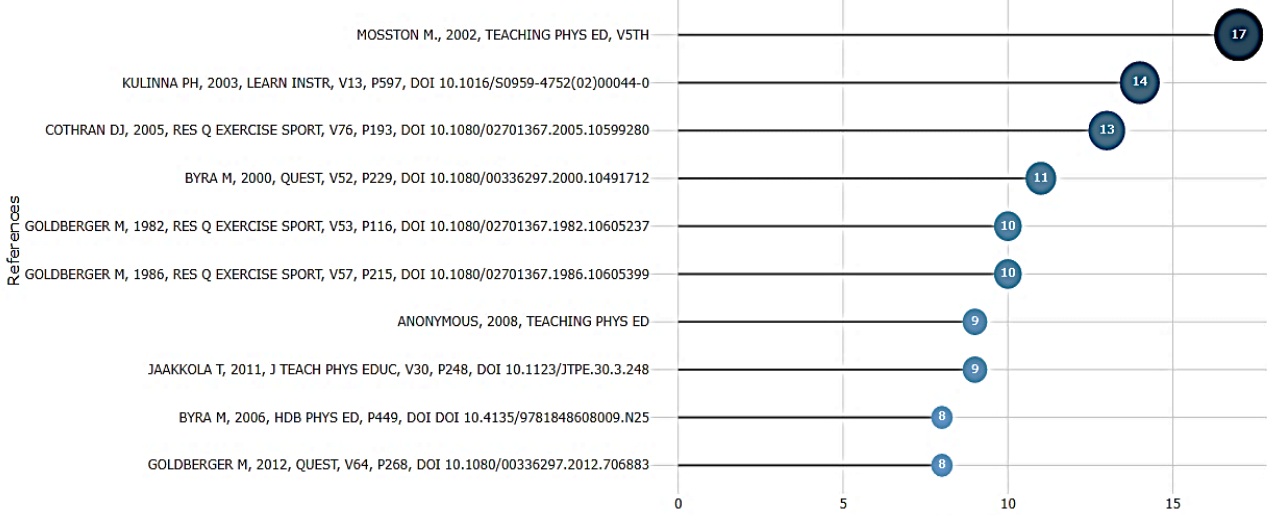 MOSSTON M., 2002, TEACHING PHYS ED, V5TH 17
KULINNA PH, 2003, LEARN INSTR, V13, P597, DOI 10.1016/S0959-4752(02)00044-0 14
COTHRAN DJ, 2005, RES Q EXERCISE SPORT, V76, P193, DOI 10.1080/02701367.2005.10599280 13
BYRA M, 2000, QUEST, V52, P229, DOI 10.1080/00336297.2000.10491712 11
GOLDBERGER M, 1982, RES Q EXERCISE SPORT, V53, P116, DOI 10.1080/02701367.1982.10605237 10
GOLDBERGER M, 1986, RES Q EXERCISE SPORT, V57, P215, DOI 10.1080/02701367.1986.10605399 10
ANONYMOUS, 2008, TEACHING PHYS ED 9
JAAKKOLA T, 2011, J TEACH PHYS EDUC, V30, P248, DOI 10.1123/JTPE.30.3.248 9
BYRA M, 2006, HDB PHYS ED, P449, DOI DOI 10.4135/9781848608009.N25 8
GOLDBERGER M, 2012, QUEST, V64, P268, DOI 10.1080/00336297.2012.706883 8
References
0 5 10 15